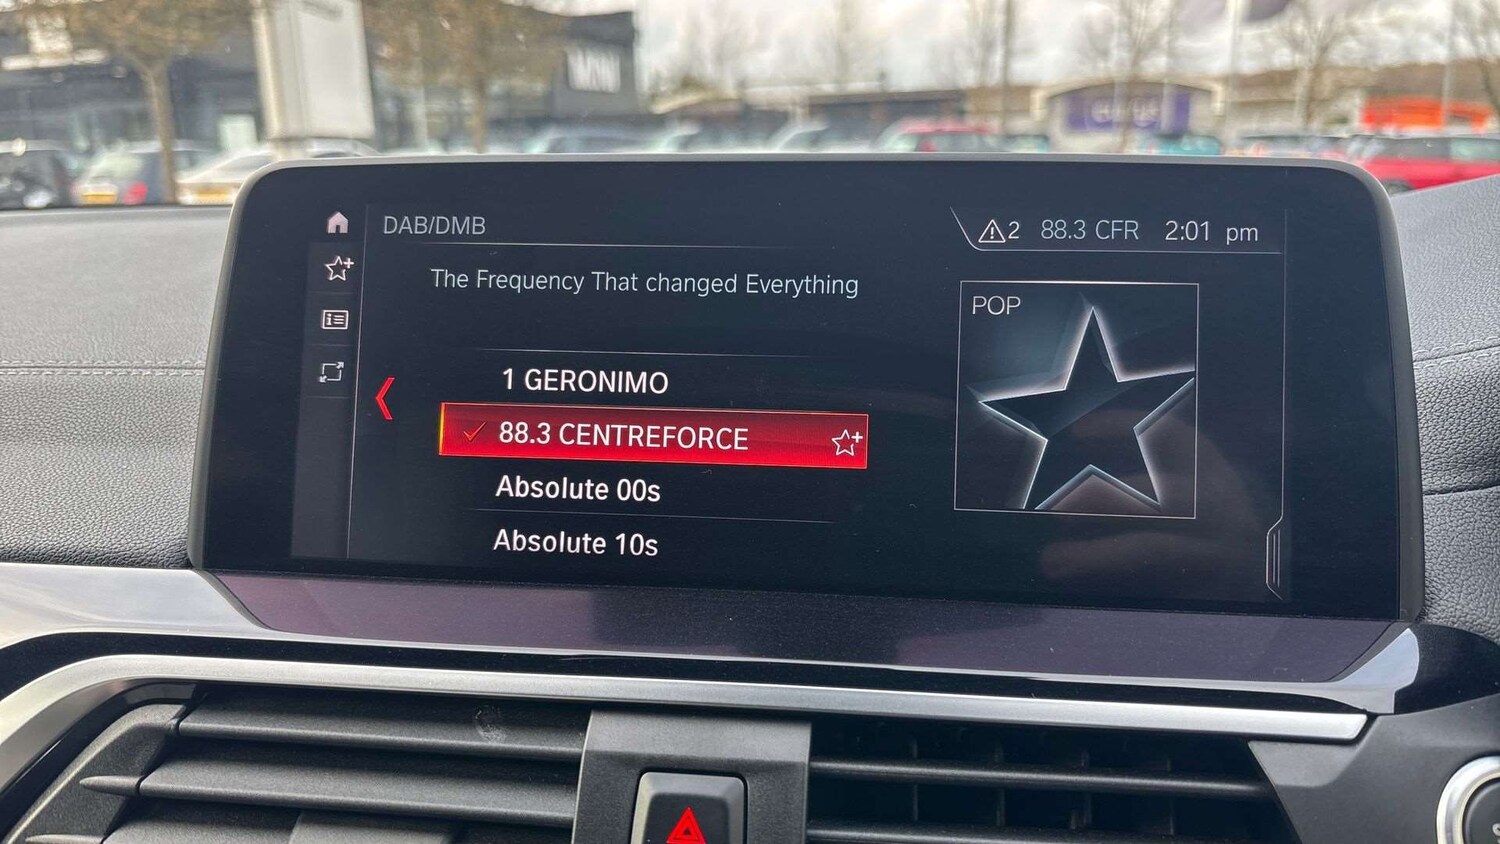 DAB/DMB
2 88.3 CFR 2:01 pm
The Frequency That changed Everything
POP
1 GERONIMO
88.3 CENTREFORCE
Absolute 00s
Absolute 10s